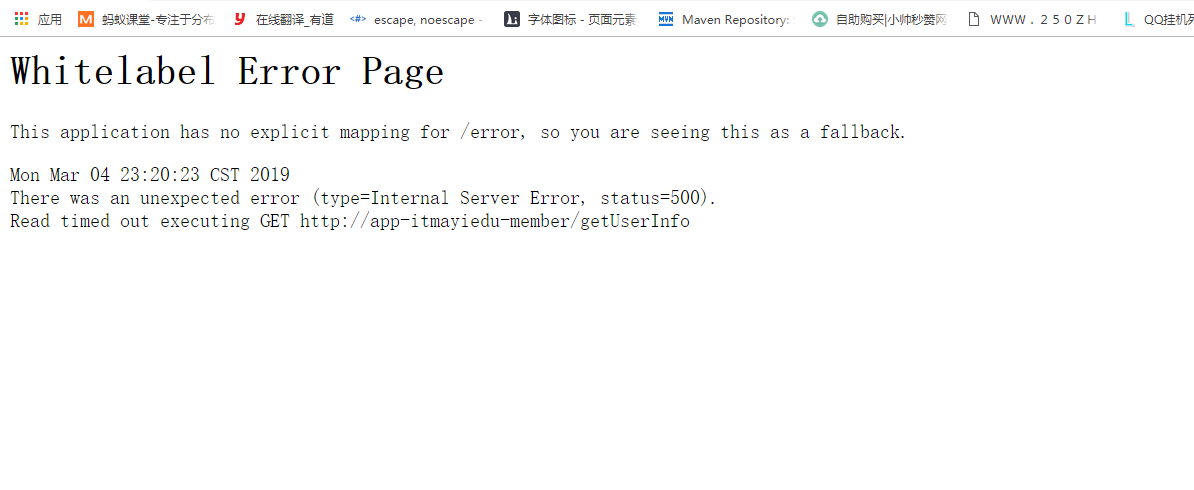 应用 蚂蚁课堂-专注于分布 在线翻译_有道 escape, noescape - 字体图标 - 页面元素 Maven Repository: 自助购买|小帅秒赞网 WWW．２５０ＺＨ QQ挂机
Whitelabel Error Page
This application has no explicit mapping for /error, so you are seeing this as a fallback.
Mon Mar 04 23:20:23 CST 2019
There was an unexpected error (type=Internal Server Error, status=500).
Read timed out executing GET http://app-itmayiedu-member/getUserInfo